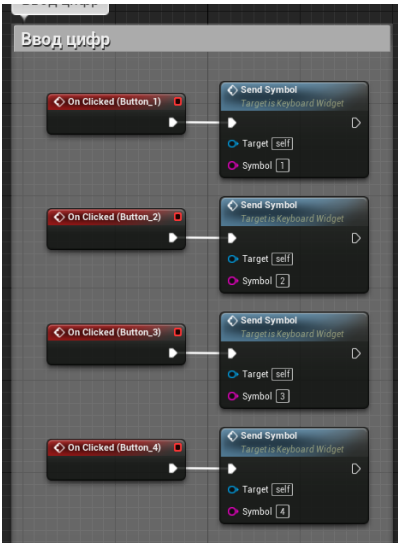 Ввод цифр
Ввод цифр
On Clicked (Button_1)
Send Symbol
Target is Keyboard Widget
Target self
Symbol 1
On Clicked (Button_2)
Send Symbol
Target is Keyboard Widget
Target self
Symbol 2
On Clicked (Button_3)
Send Symbol
Target is Keyboard Widget
Target self
Symbol 3
On Clicked (Button_4)
Send Symbol
Target is Keyboard Widget
Target self
Symbol 4